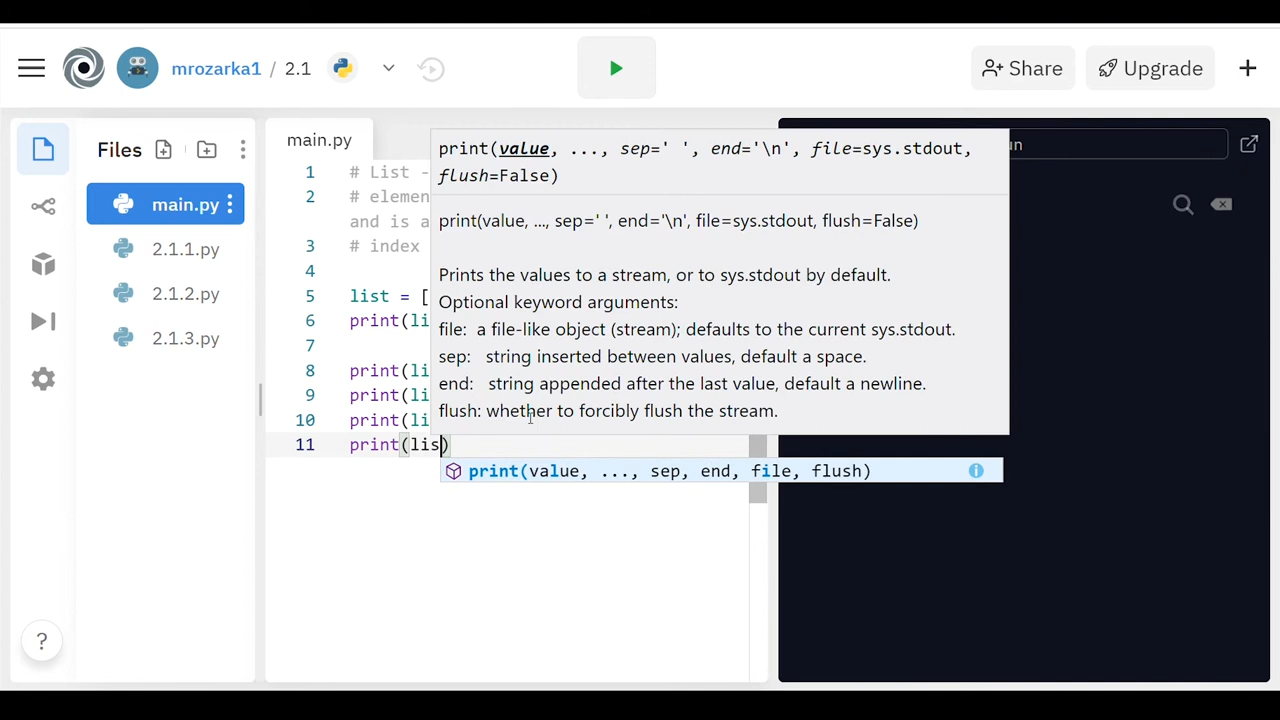 mrozarka1 / 2.1
Share
Upgrade
Files
main.py
2.1.1.py
2.1.2.py
2.1.3.py
?
main.py
1 # List -
2 # elemen
and is a
3 # index
4
5 list = [
6 print(li
7
8 print(li
9 print(li
10 print(li
11 print(lis)
print(value, ..., sep=' ', end='\n', file=sys.stdout,
flush=False)
print(value, ..., sep=' ', end='\n', file=sys.stdout, flush=False)
Prints the values to a stream, or to sys.stdout by default.
Optional keyword arguments:
file: a file-like object (stream); defaults to the current sys.stdout.
sep: string inserted between values, default a space.
end: string appended after the last value, default a newline.
flush: whether to forcibly flush the stream.
print(value, ..., sep, end, file, flush)
un